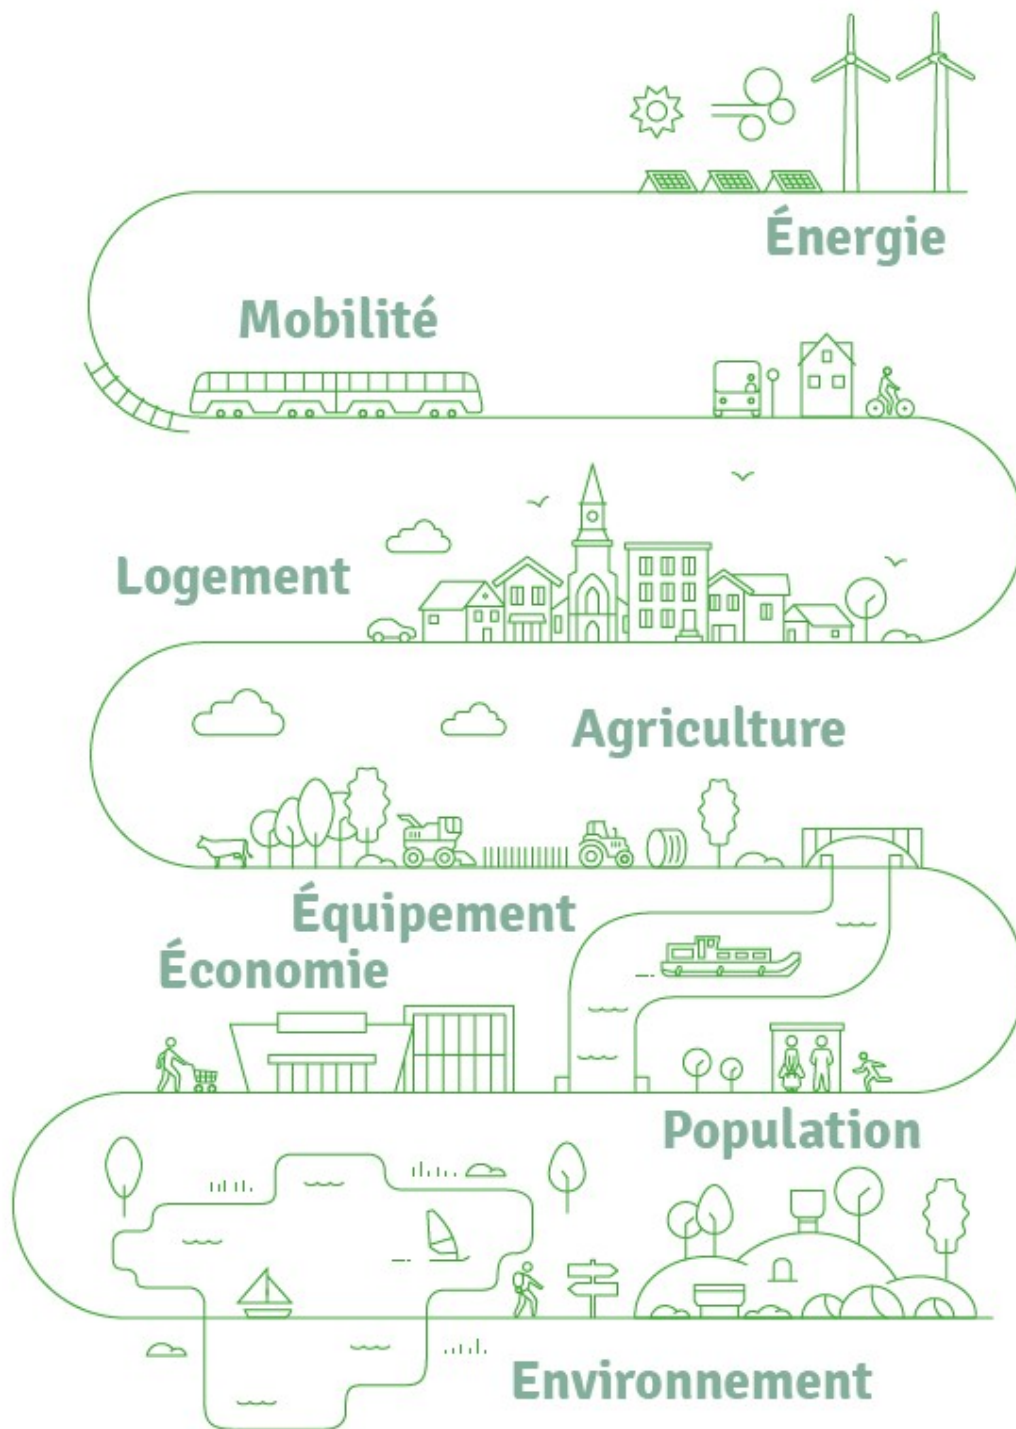 Énergie
Mobilité
Logement
Agriculture
Équipement
Économie
Population
Environnement